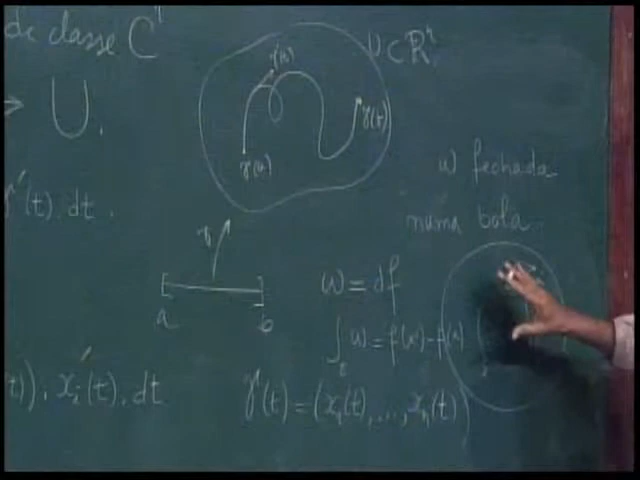 de classe C¹
→ U.
γ'(t).dt.
U⊂ℝⁿ
γ(t)
ω fechada
numa bola
γ
a b
ω = df
∫ ω = f(x) - f(a)
(t)). xᵢ'(t).dt
γ(t) = (x₁(t),...,xₙ(t))